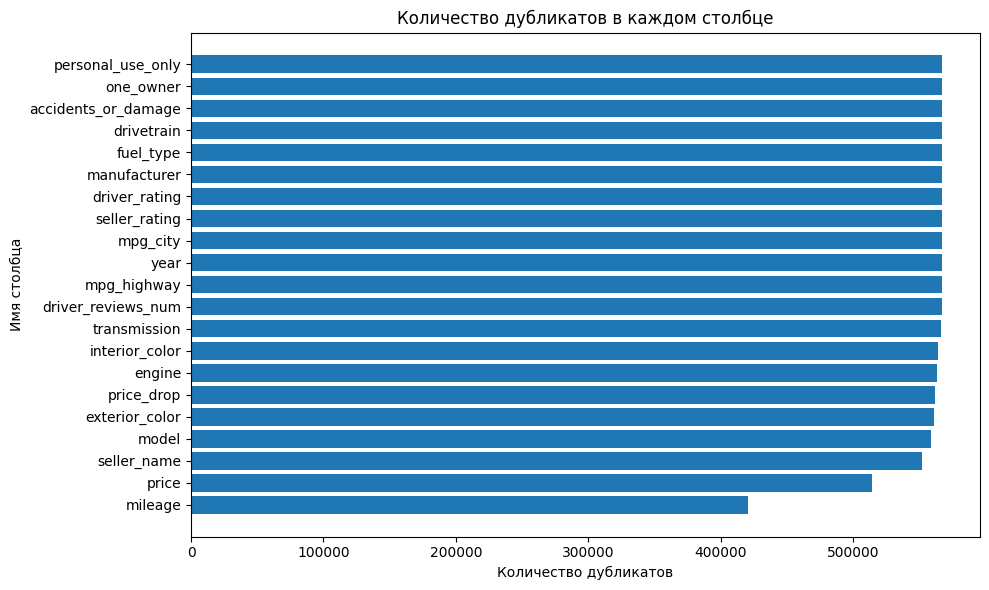 Количество дубликатов в каждом столбце
Имя столбца
personal_use_only
one_owner
accidents_or_damage
drivetrain
fuel_type
manufacturer
driver_rating
seller_rating
mpg_city
year
mpg_highway
driver_reviews_num
transmission
interior_color
engine
price_drop
exterior_color
model
seller_name
price
mileage
0 100000 200000 300000 400000 500000
Количество дубликатов